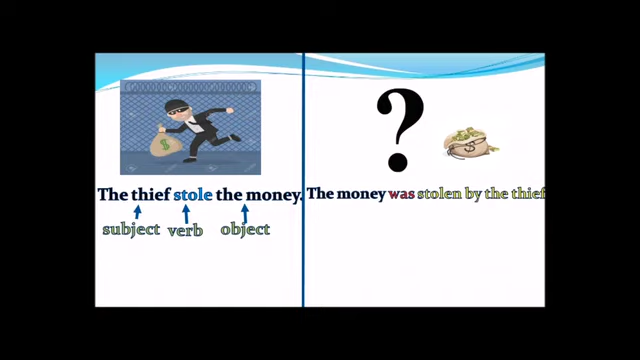 The thief stole the money.
subject verb object
The money was stolen by the thief